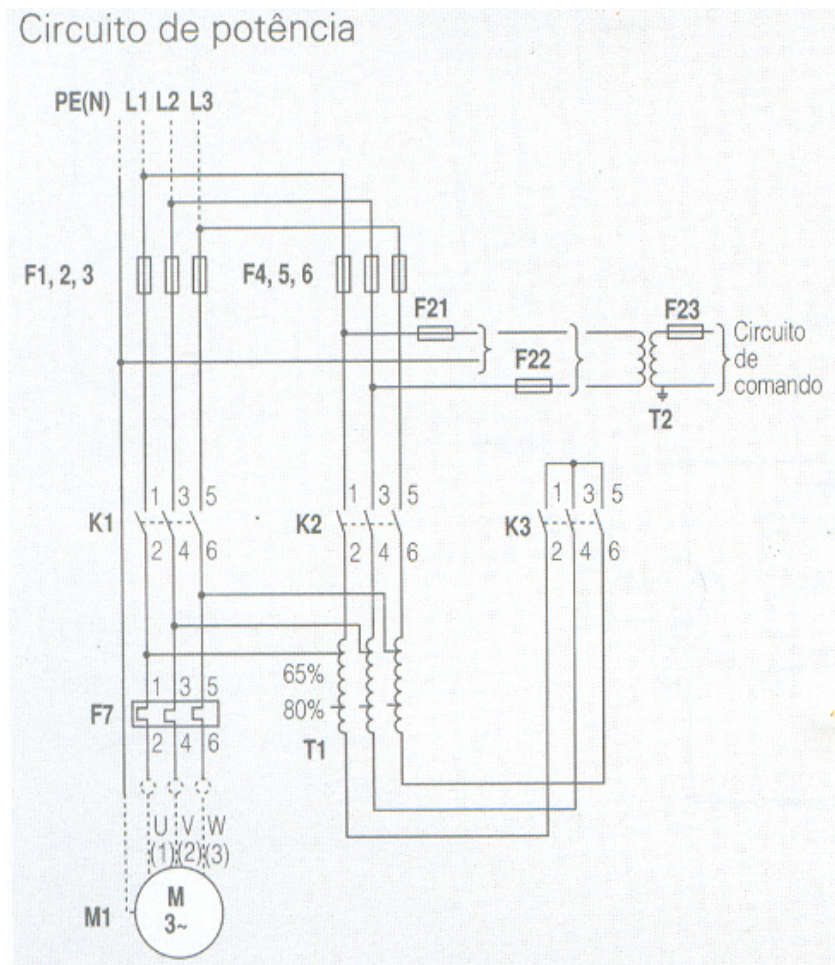 Circuito de potência
PE(N) L1 L2 L3
F1, 2, 3
F4, 5, 6
F21
F22
F23
Circuito
de
comando
T2
K1
1 3 5
2 4 6
K2
1 3 5
2 4 6
K3
1 3 5
2 4 6
65%
80%
T1
F7
1 3 5
2 4 6
U V W
(1) (2) (3)
M1
M
3~